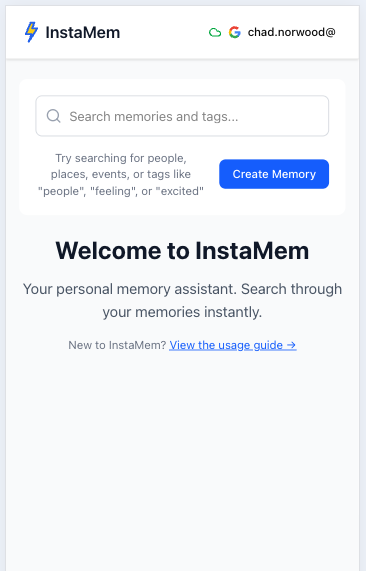 InstaMem
chad.norwood@
Search memories and tags...
Try searching for people,
places, events, or tags like
"people", "feeling", or "excited"
Create Memory
Welcome to InstaMem
Your personal memory assistant. Search through
your memories instantly.
New to InstaMem? View the usage guide →